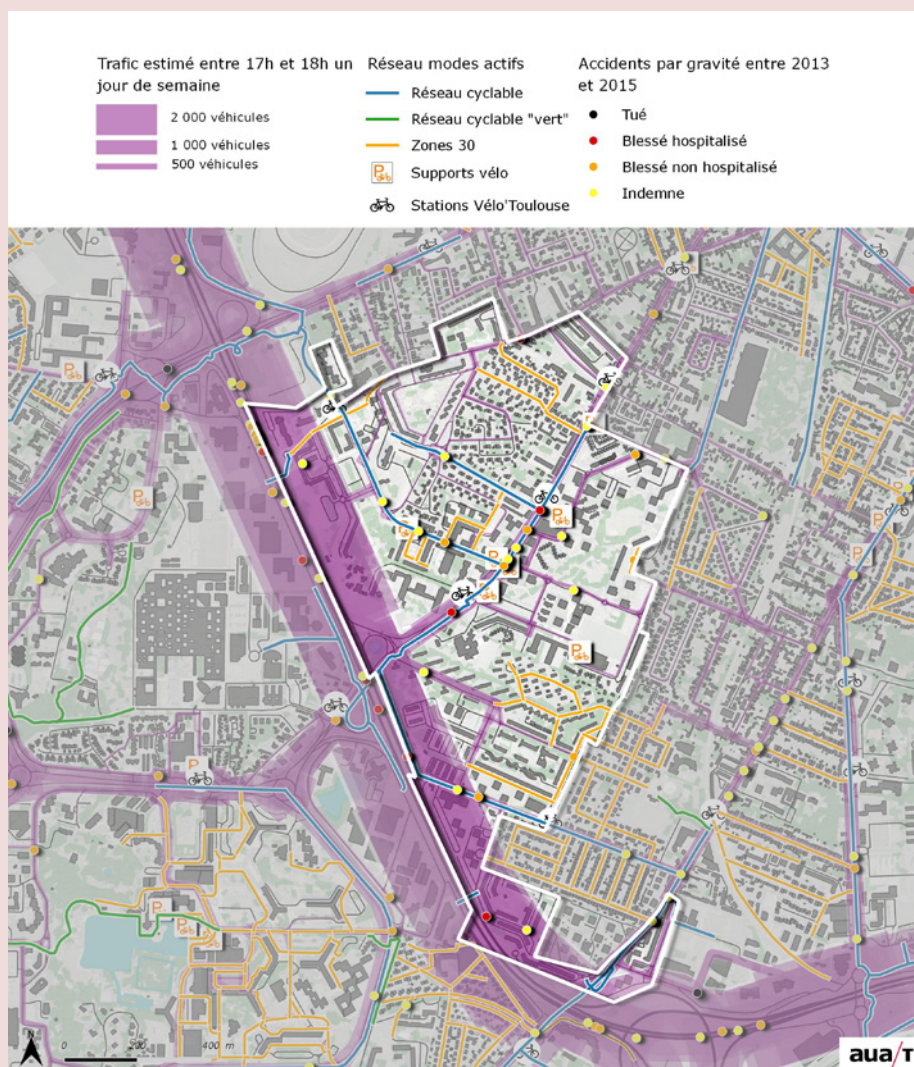 Trafic estimé entre 17h et 18h un
jour de semaine
2 000 véhicules
1 000 véhicules
500 véhicules
Réseau modes actifs
Réseau cyclable
Réseau cyclable "vert"
Zones 30
P
Supports vélo
Stations Vélo'Toulouse
Accidents par gravité entre 2013
et 2015
Tué
Blessé hospitalisé
Blessé non hospitalisé
Indemne
N
0
200
400 m
aua/T